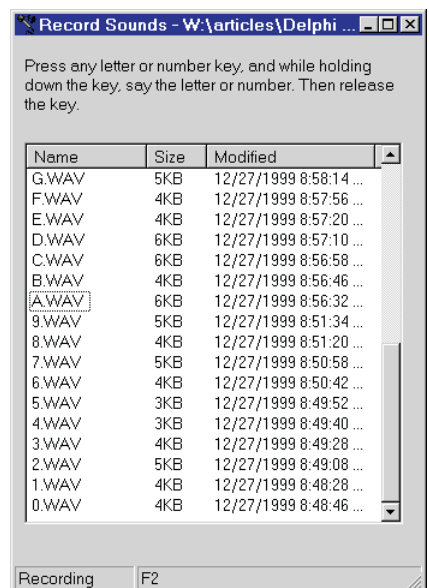 Record Sounds - W:\articles\Delphi ...
Press any letter or number key, and while holding
down the key, say the letter or number. Then release
the key.
Name Size Modified
G.WAV 5KB 12/27/1999 8:58:14 ...
F.WAV 4KB 12/27/1999 8:57:56 ...
E.WAV 4KB 12/27/1999 8:57:20 ...
D.WAV 6KB 12/27/1999 8:57:10 ...
C.WAV 6KB 12/27/1999 8:56:58 ...
B.WAV 4KB 12/27/1999 8:56:46 ...
A.WAV 6KB 12/27/1999 8:56:32 ...
9.WAV 5KB 12/27/1999 8:51:34 ...
8.WAV 4KB 12/27/1999 8:51:20 ...
7.WAV 5KB 12/27/1999 8:50:58 ...
6.WAV 4KB 12/27/1999 8:50:42 ...
5.WAV 3KB 12/27/1999 8:49:52 ...
4.WAV 3KB 12/27/1999 8:49:40 ...
3.WAV 4KB 12/27/1999 8:49:28 ...
2.WAV 5KB 12/27/1999 8:49:08 ...
1.WAV 4KB 12/27/1999 8:48:28 ...
0.WAV 4KB 12/27/1999 8:48:46 ...
Recording F2